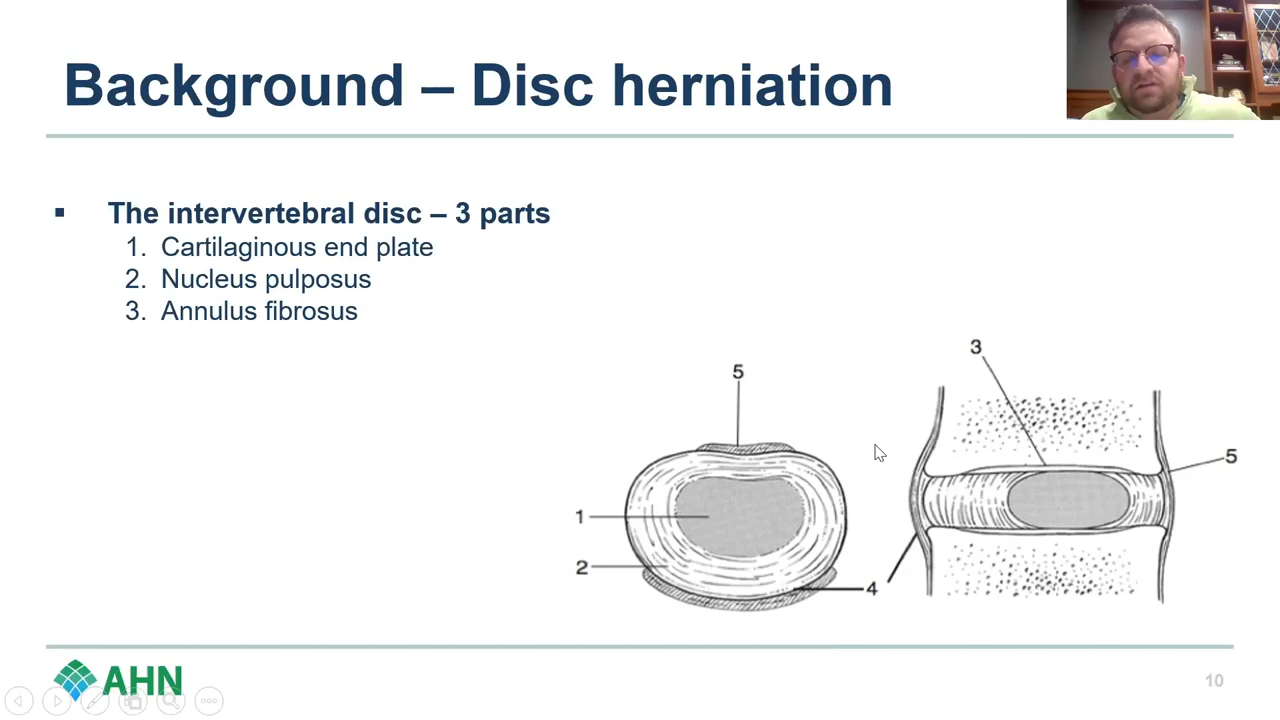 Background – Disc herniation
▪ The intervertebral disc – 3 parts
1. Cartilaginous end plate
2. Nucleus pulposus
3. Annulus fibrosus
5
1
2
4
3
5
AHN
10